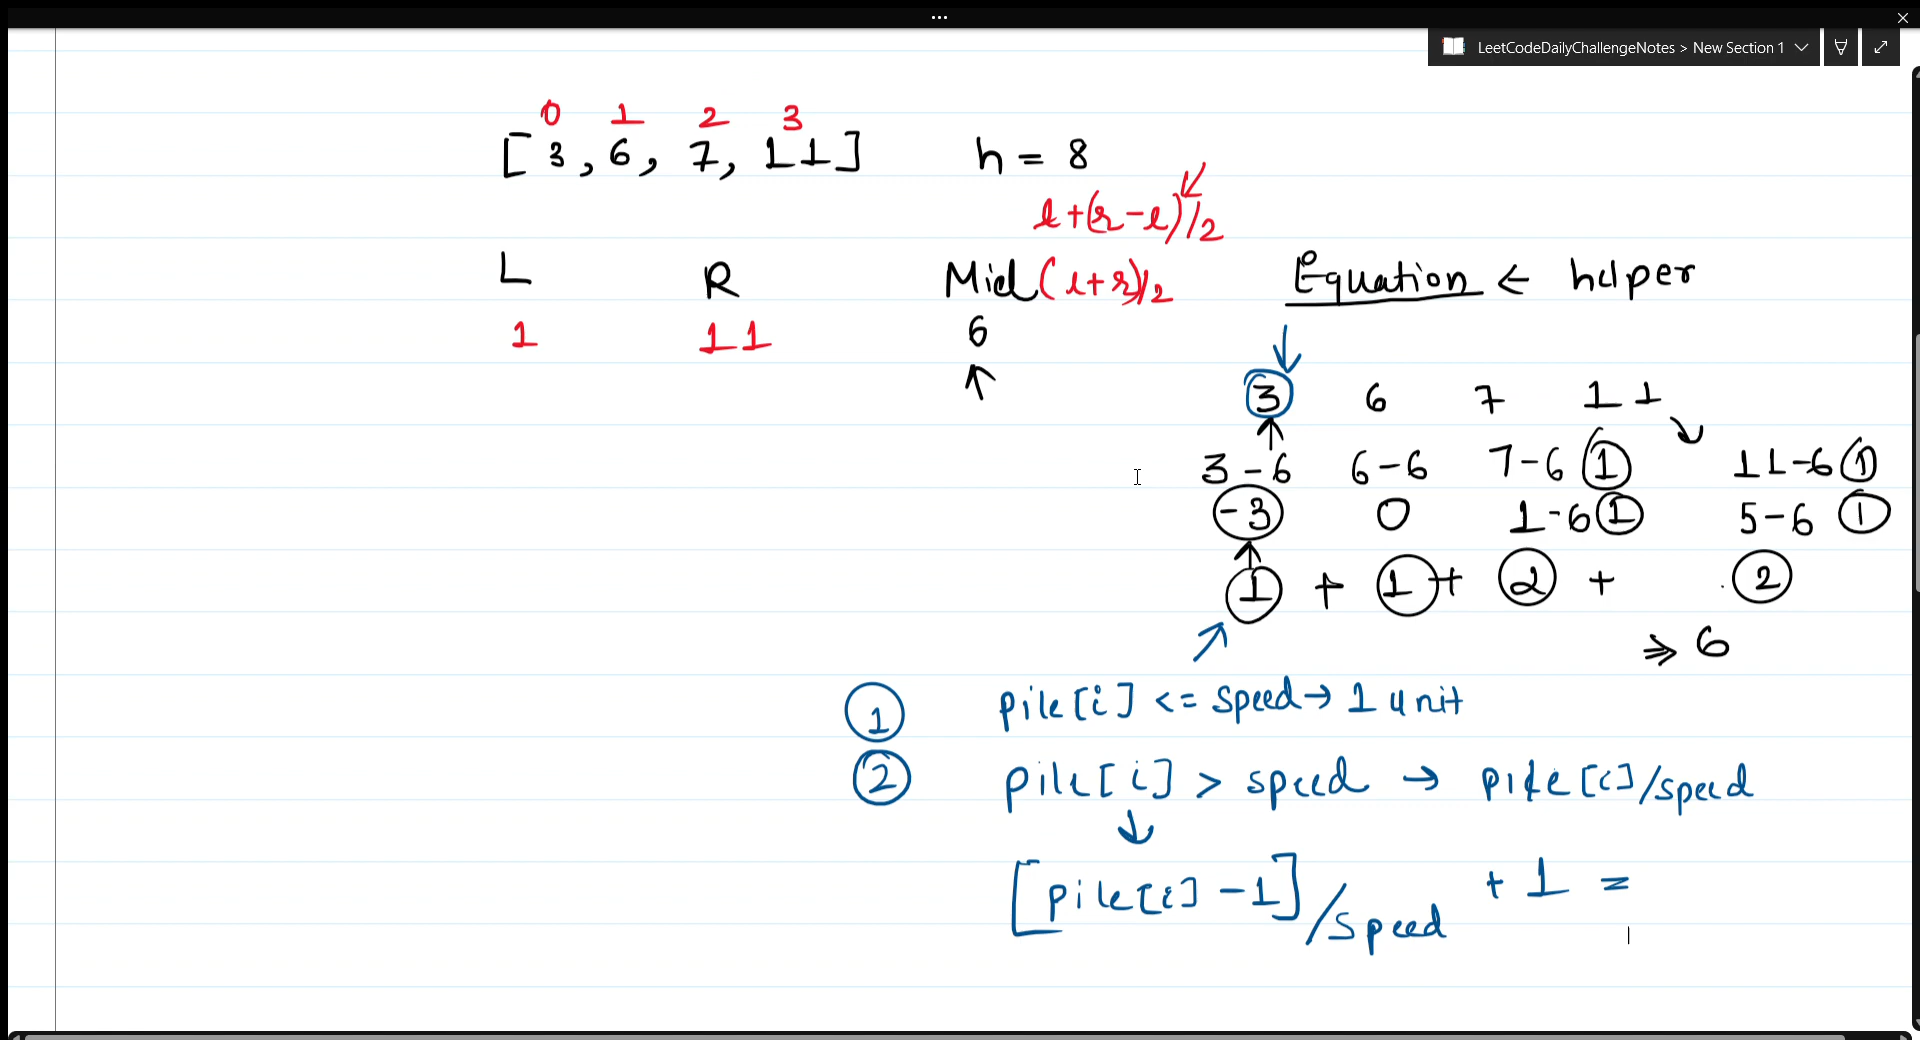 LeetCodeDailyChallengeNotes > New Section 1
0 1 2 3
[ 3 , 6 , 7 , 11 ] h = 8
l + (r - l) / 2
L R Mid (l + r)/2 Equation ← helper
1 11 6
↓
3 6 7 11
3 - 6 6 - 6 7 - 6 1 11 - 6 1
- 3 0 1 - 6 1 5 - 6 1
1 + 1 + 2 + 2
⇒ 6
1 pile[i] <= speed → 1 unit
2 pile[i] > speed → pile[i]/speed
↓
[pile[i] - 1]/speed + 1 =